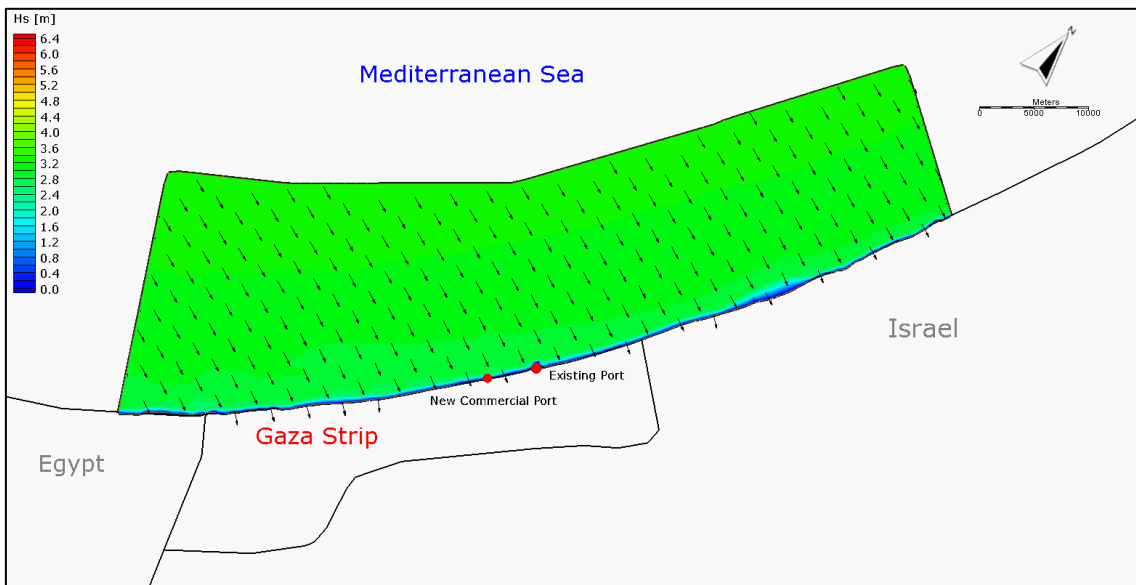 Hs [m]
6.4
6.0
5.6
5.2
4.8
4.4
4.0
3.6
3.2
2.8
2.4
2.0
1.6
1.2
0.8
0.4
0.0
Mediterranean Sea
N
Meters
0 5000 10000
Israel
Existing Port
New Commercial Port
Gaza Strip
Egypt